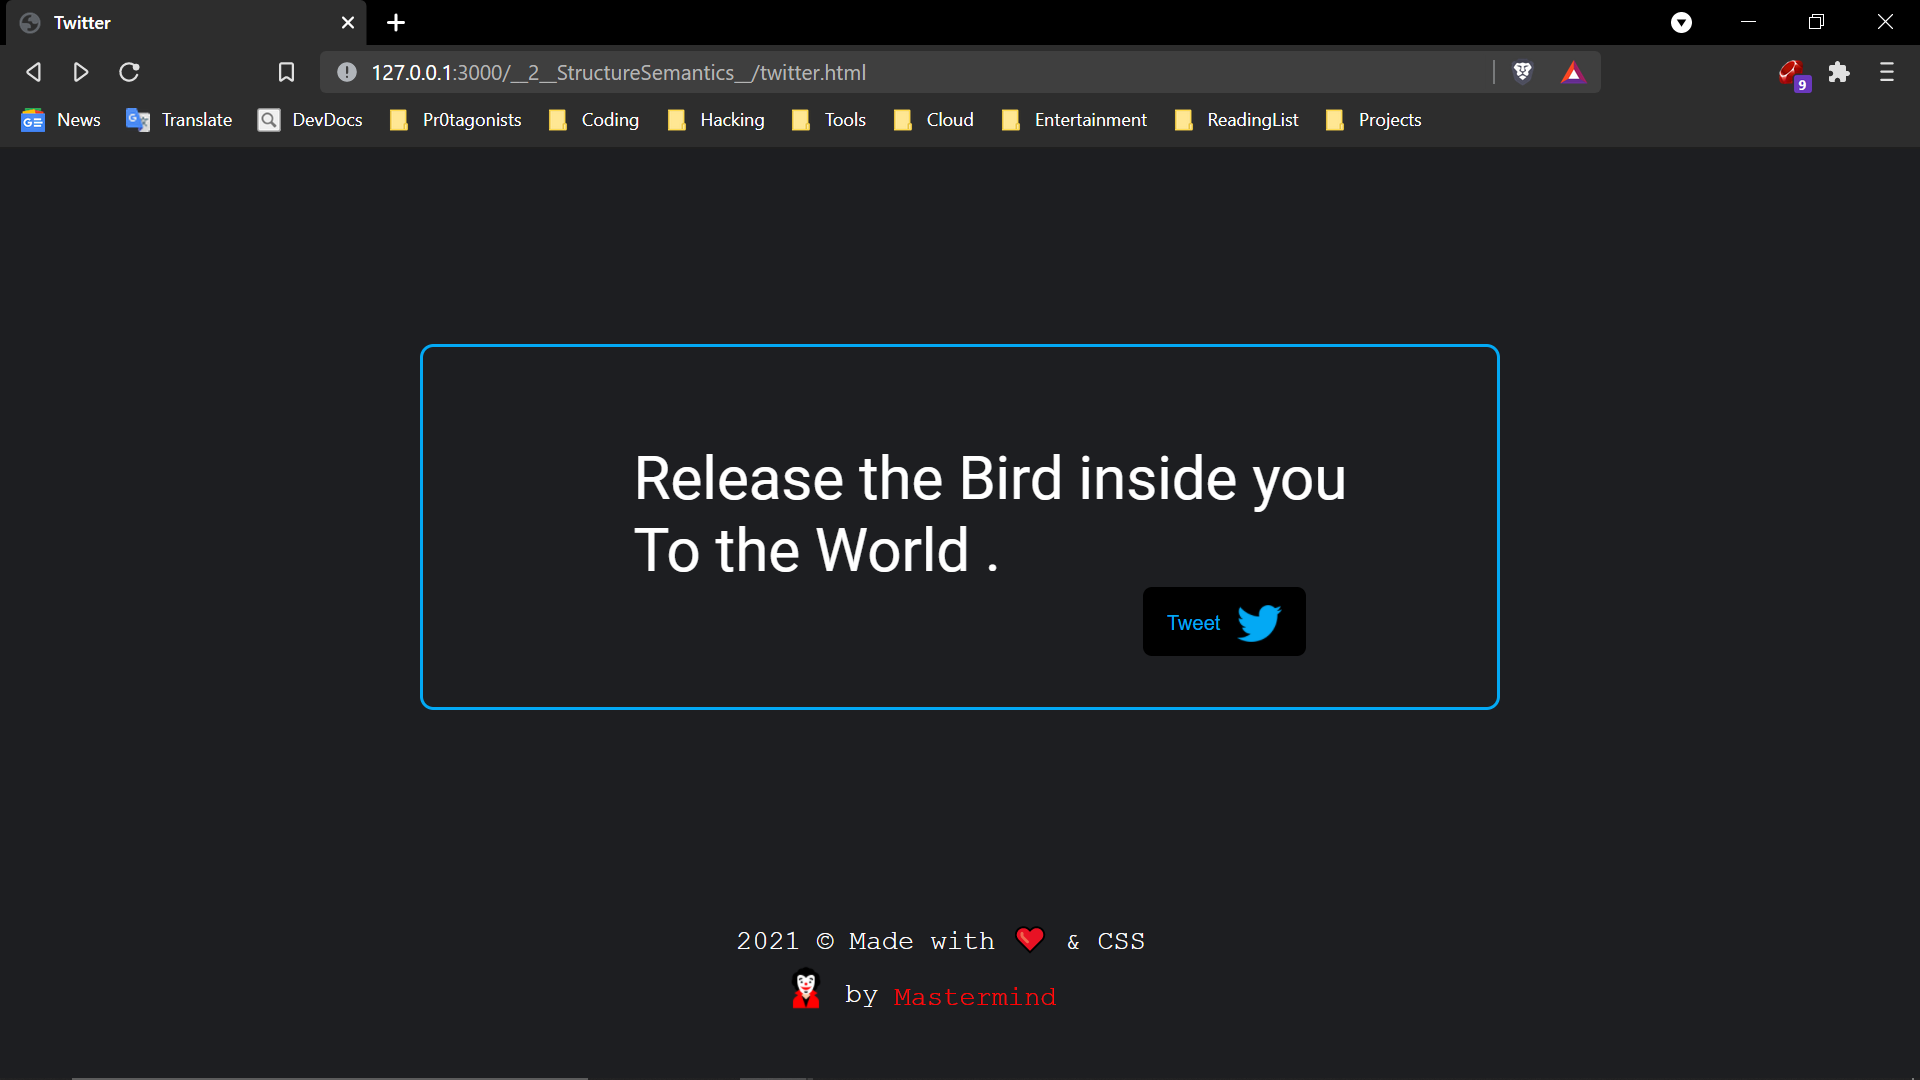 Twitter
127.0.0.1:3000/__2__StructureSemantics__/twitter.html
9
News Translate DevDocs Pr0tagonists Coding Hacking Tools Cloud Entertainment ReadingList Projects
Release the Bird inside you
To the World .
Tweet
2021 © Made with ❤ & CSS
by Mastermind